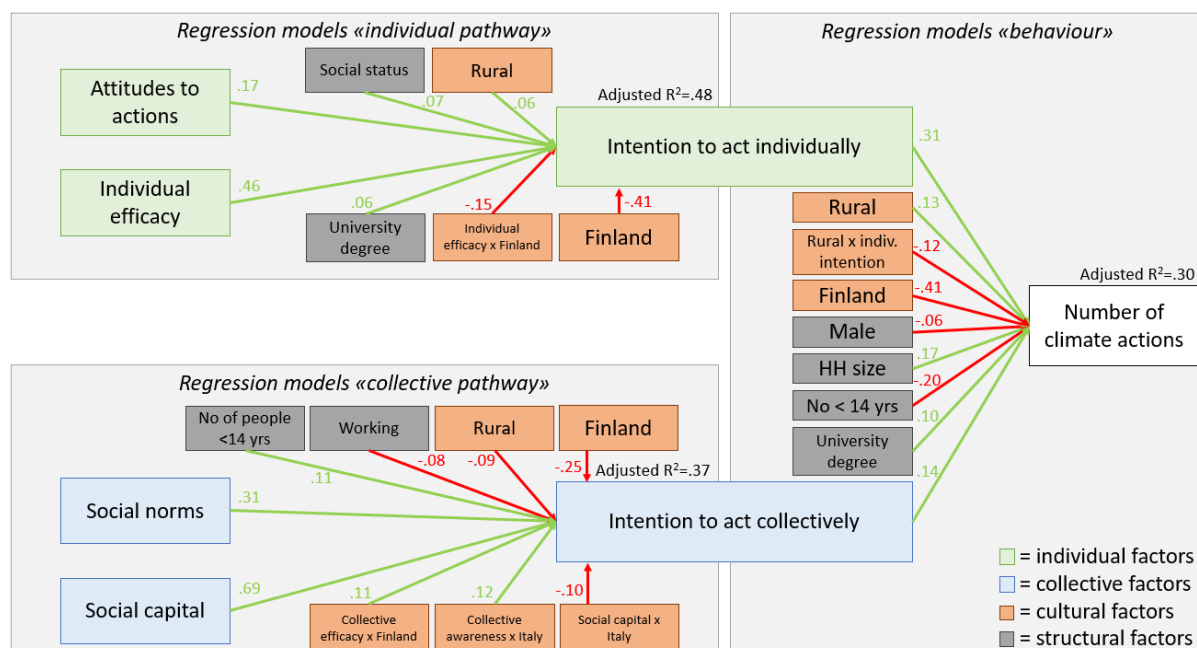 Regression models «individual pathway»
Regression models «behaviour»
Social status
Rural
Attitudes to
actions
.17
.07
.06
Adjusted R²=.48
Intention to act individually
.31
Individual
efficacy
.46
.06
-.15
-.41
University
degree
Individual
efficacy x Finland
Finland
Rural
.13
Rural x indiv.
intention
-.12
Finland
-.41
Male
-.06
HH size
.17
No < 14 yrs
-.20
University
degree
.10
.14
Adjusted R²=.30
Number of
climate actions
Regression models «collective pathway»
No of people
<14 yrs
Working
Rural
Finland
.11
-.08
-.09
-.25
Adjusted R²=.37
Social norms
.31
Intention to act collectively
Social capital
.69
.11
.12
-.10
Collective
efficacy x Finland
Collective
awareness x Italy
Social capital x
Italy
= individual factors
= collective factors
= cultural factors
= structural factors